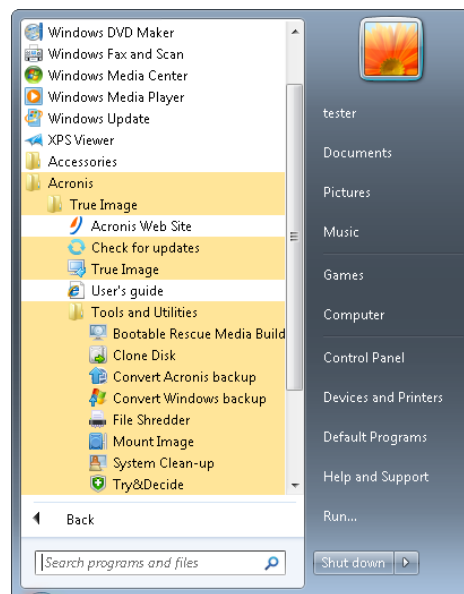 Windows DVD Maker
Windows Fax and Scan
Windows Media Center
Windows Media Player
Windows Update
XPS Viewer
Accessories
Acronis
True Image
Acronis Web Site
Check for updates
True Image
User's guide
Tools and Utilities
Bootable Rescue Media Build
Clone Disk
Convert Acronis backup
Convert Windows backup
File Shredder
Mount Image
System Clean-up
Try&Decide
Back
Search programs and files
tester
Documents
Pictures
Music
Games
Computer
Control Panel
Devices and Printers
Default Programs
Help and Support
Run...
Shut down